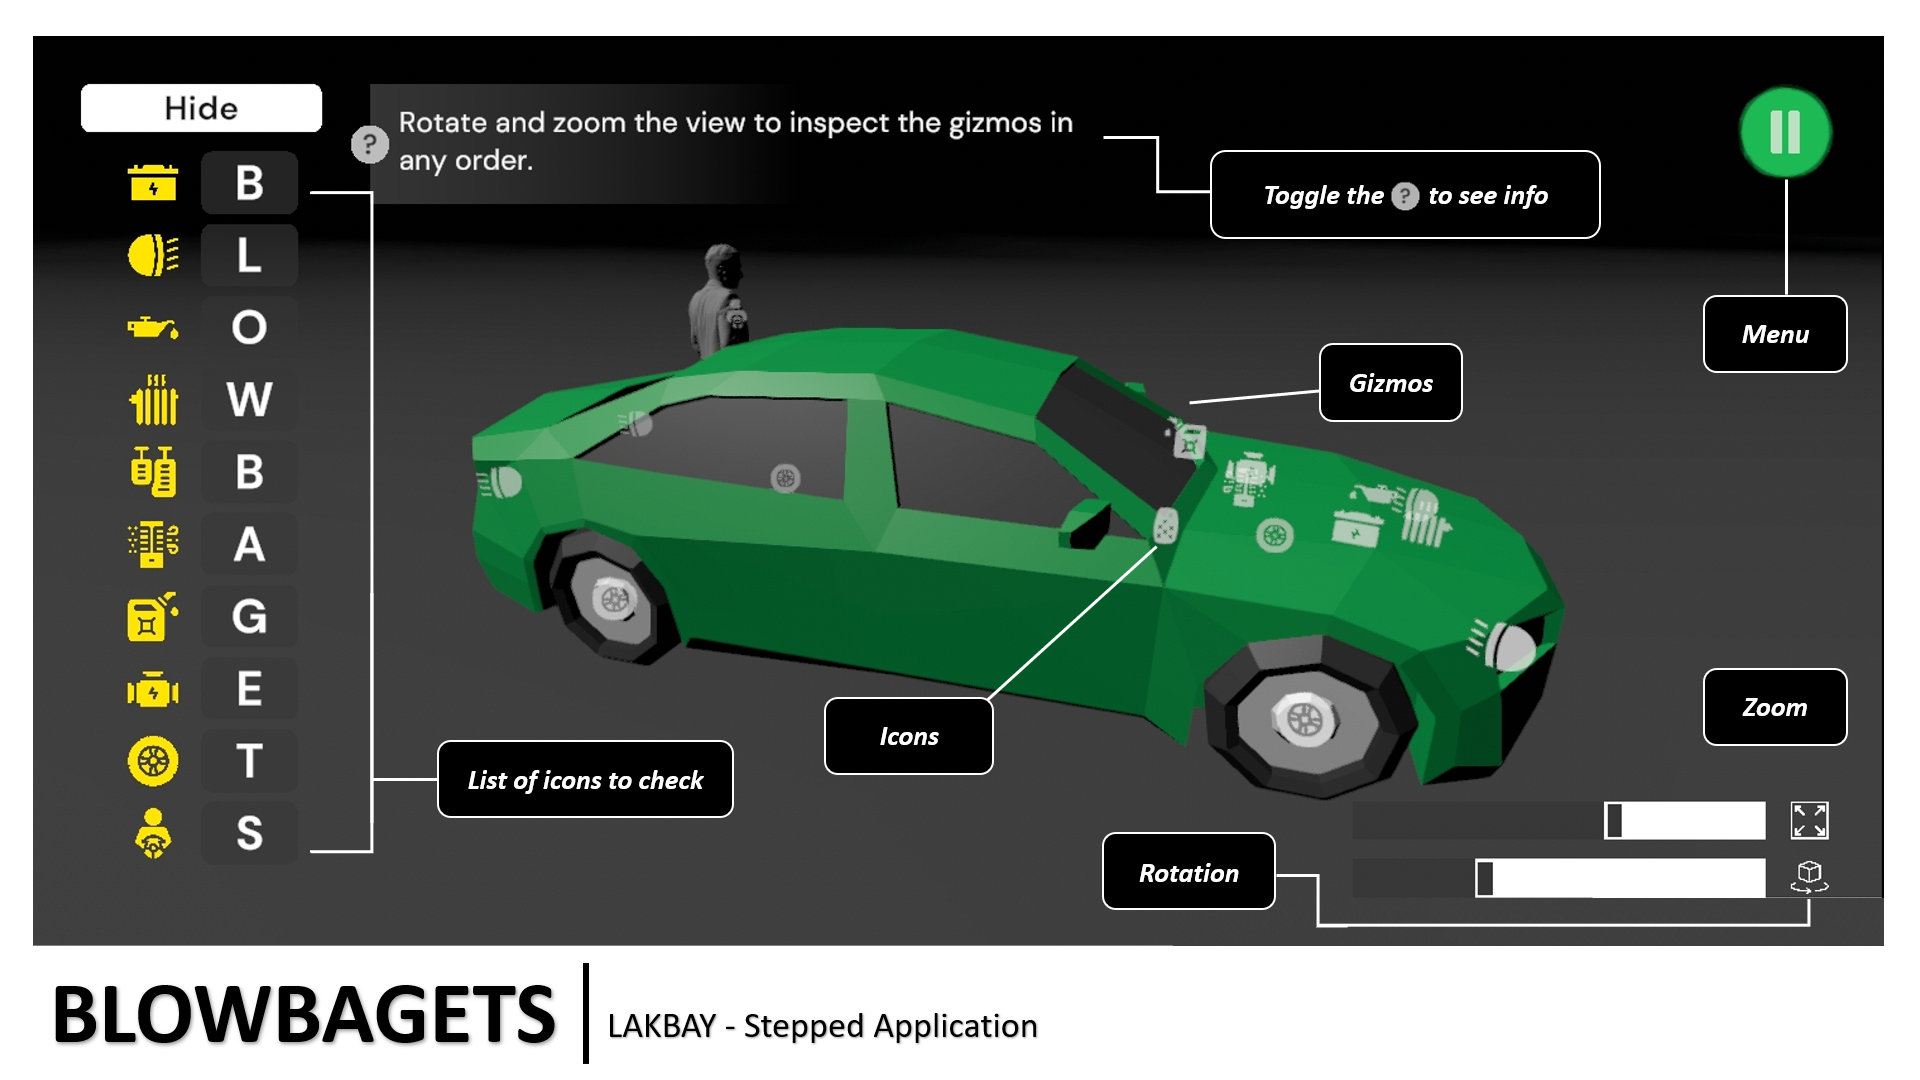 Hide
Rotate and zoom the view to inspect the gizmos in
any order.
?
Toggle the ? to see info
B
L
O
W
B
A
G
E
T
S
Menu
Gizmos
Icons
Zoom
List of icons to check
Rotation
BLOWBAGETS
LAKBAY - Stepped Application